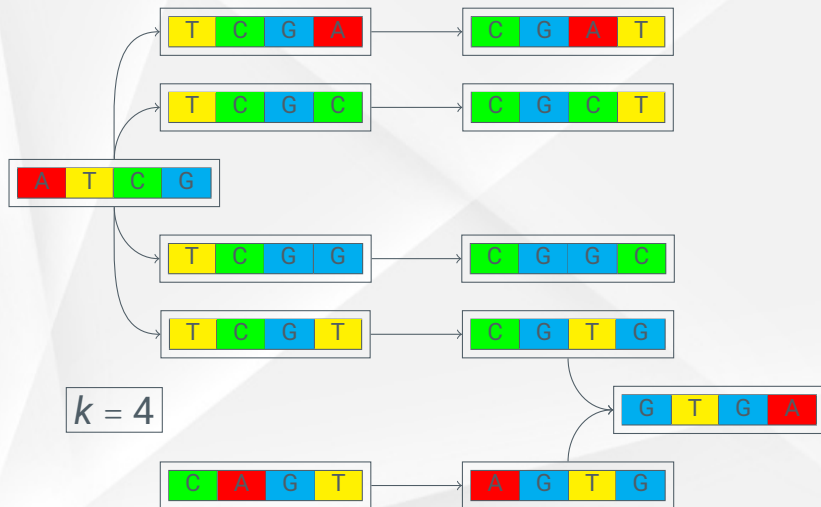 T C G A C G A T
T C G C C G C T
A T C G
T C G G C G G C
T C G T C G T G
k = 4
G T G A
C A G T A G T G